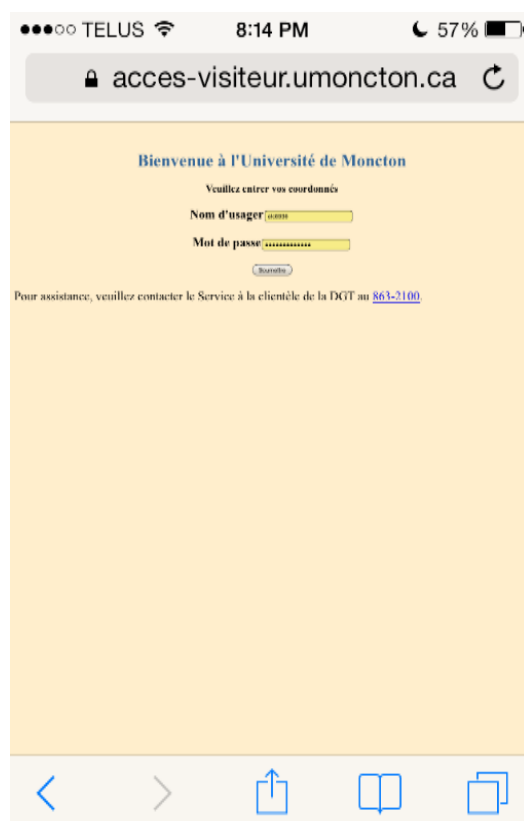 TELUS 8:14 PM 57%
acces-visiteur.umoncton.ca
Bienvenue à l'Université de Moncton
Veuillez entrer vos coordonnés
Nom d'usager
Mot de passe •••••••••••••
Soumettre
Pour assistance, veuillez contacter le Service à la clientèle de la DGT au 863-2100.